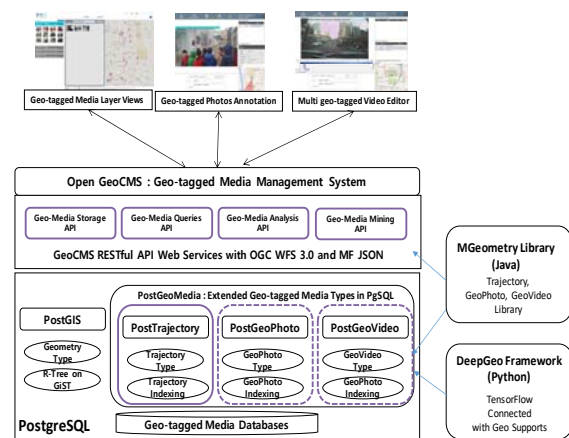 Geo-tagged Media Layer Views
Geo-tagged Photos Annotation
Multi geo-tagged Video Editor
Open GeoCMS : Geo-tagged Media Management System
Geo-Media Storage
API
Geo-Media Queries
API
Geo-Media Analysis
API
Geo-Media Mining
API
GeoCMS RESTful API Web Services with OGC WFS 3.0 and MF JSON
MGeometry Library
(Java)
Trajectory,
GeoPhoto, GeoVideo
Library
PostGeoMedia : Extended Geo-tagged Media Types in PgSQL
PostGIS
Geometry
Type
R-Tree on
GiST
PostTrajectory
Trajectory
Type
Trajectory
Indexing
PostGeoPhoto
GeoPhoto
Type
GeoPhoto
Indexing
PostGeoVideo
GeoVideo
Type
GeoPhoto
Indexing
DeepGeo Framework
(Python)
TensorFlow
Connected
with Geo Supports
PostgreSQL
Geo-tagged Media Databases